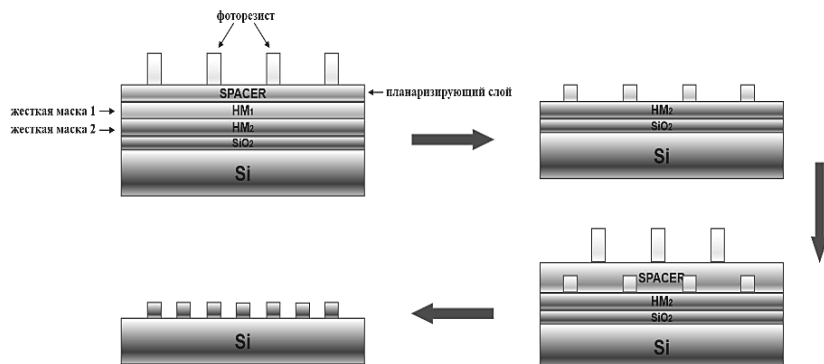 фоторезист
SPACER
планаризирующий слой
жесткая маска 1
HM1
жесткая маска 2
HM2
SiO2
Si
HM2
SiO2
Si
SPACER
HM2
SiO2
Si
Si